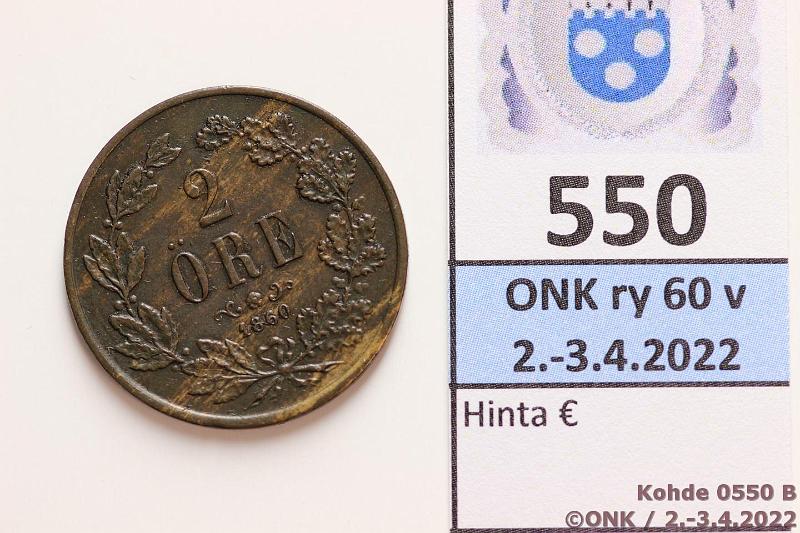 2
ÖRE
1860
550
ONK ry 60 v
2.-3.4.2022
Hinta €
Kohde 0550 B
©ONK / 2.-3.4.2022